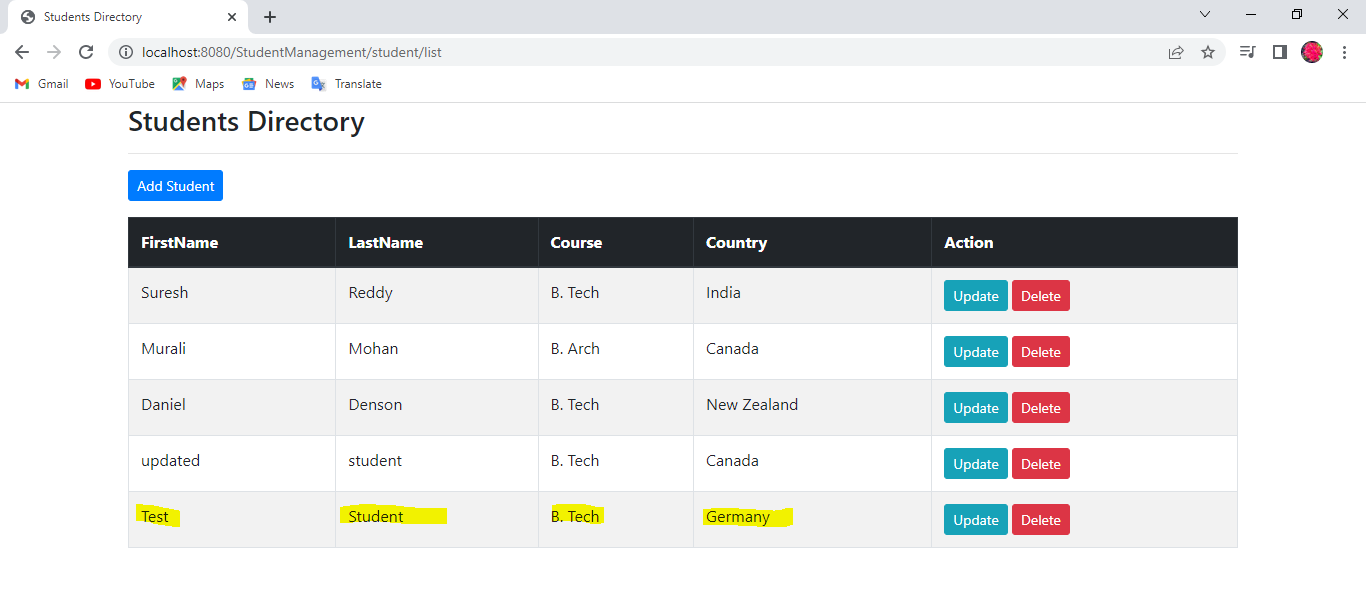 Students Directory
localhost:8080/StudentManagement/student/list
Gmail YouTube Maps News Translate
Students Directory
Add Student
FirstName LastName Course Country Action
Suresh Reddy B. Tech India Update Delete
Murali Mohan B. Arch Canada Update Delete
Daniel Denson B. Tech New Zealand Update Delete
updated student B. Tech Canada Update Delete
Test Student B. Tech Germany Update Delete